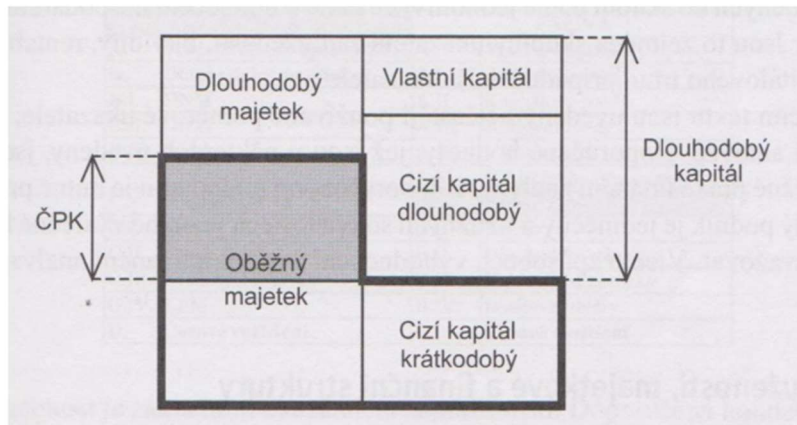 Dlouhodobý
majetek
Vlastní kapitál
Dlouhodobý
kapitál
ČPK
Cizí kapitál
dlouhodobý
Oběžný
majetek
Cizí kapitál
krátkodobý